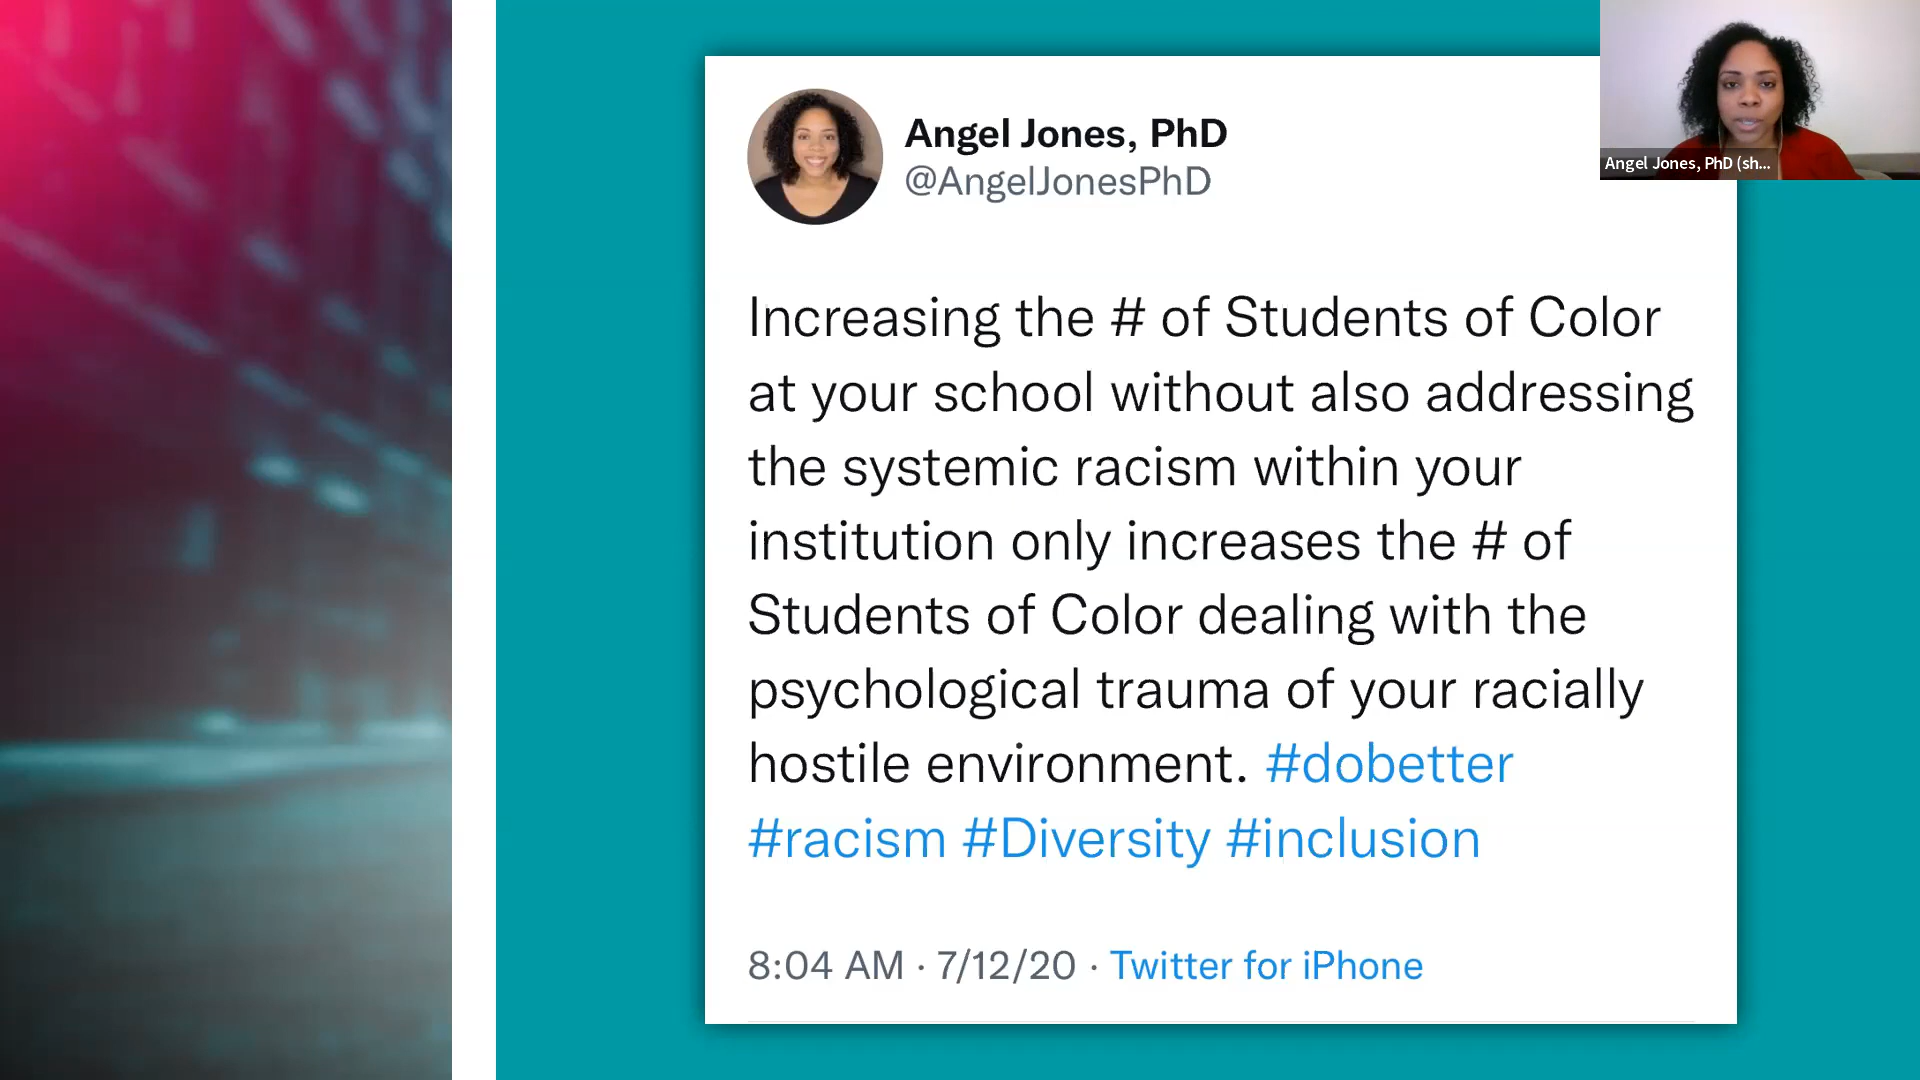 Angel Jones, PhD
@AngelJonesPhD
Increasing the # of Students of Color
at your school without also addressing
the systemic racism within your
institution only increases the # of
Students of Color dealing with the
psychological trauma of your racially
hostile environment. #dobetter
#racism #Diversity #inclusion
8:04 AM · 7/12/20 · Twitter for iPhone
Angel Jones, PhD (sh...